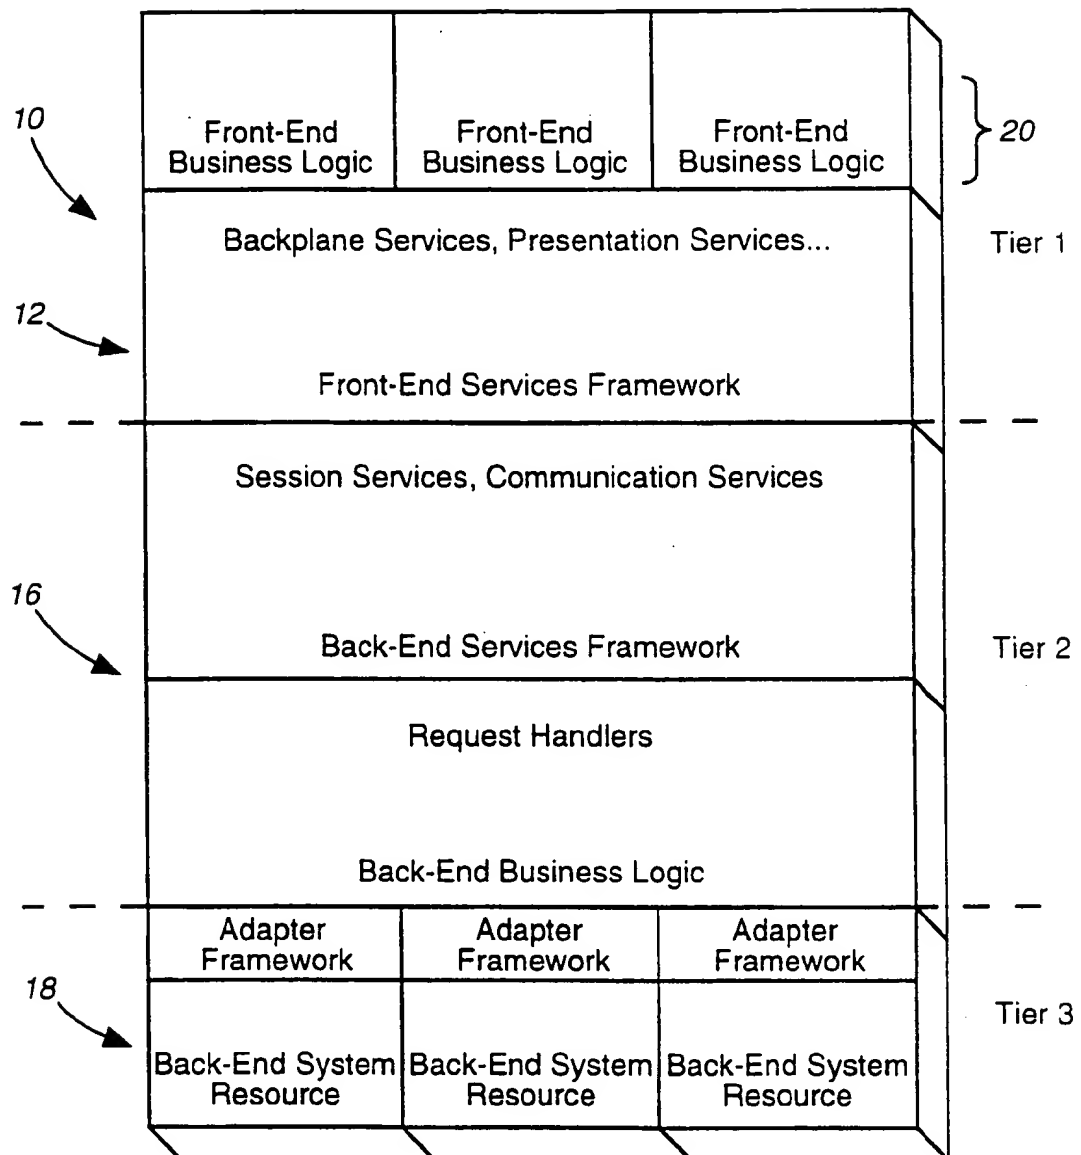 10
Front-End
Business Logic
Front-End
Business Logic
Front-End
Business Logic
20
Backplane Services, Presentation Services...
Tier 1
12
Front-End Services Framework
Session Services, Communication Services
16
Back-End Services Framework
Tier 2
Request Handlers
Back-End Business Logic
Adapter
Framework
Adapter
Framework
Adapter
Framework
18
Tier 3
Back-End System
Resource
Back-End System
Resource
Back-End System
Resource